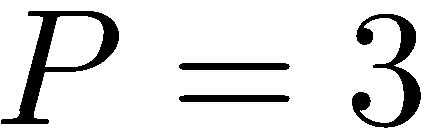 P = 3